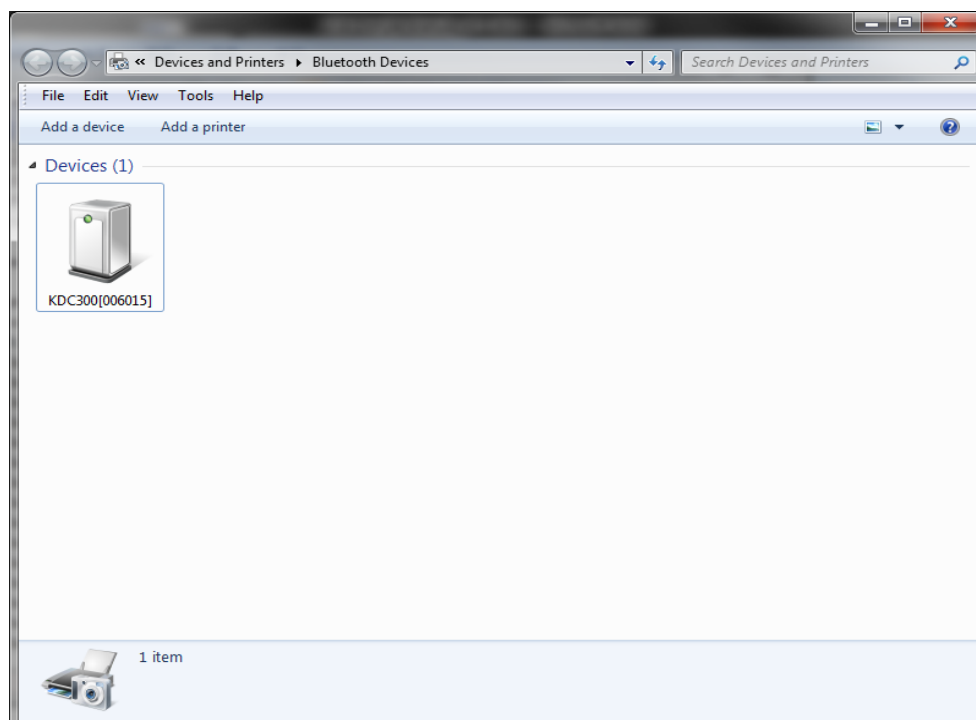 « Devices and Printers ▸ Bluetooth Devices
Search Devices and Printers
File Edit View Tools Help
Add a device Add a printer
Devices (1)
KDC300[006015]
1 item